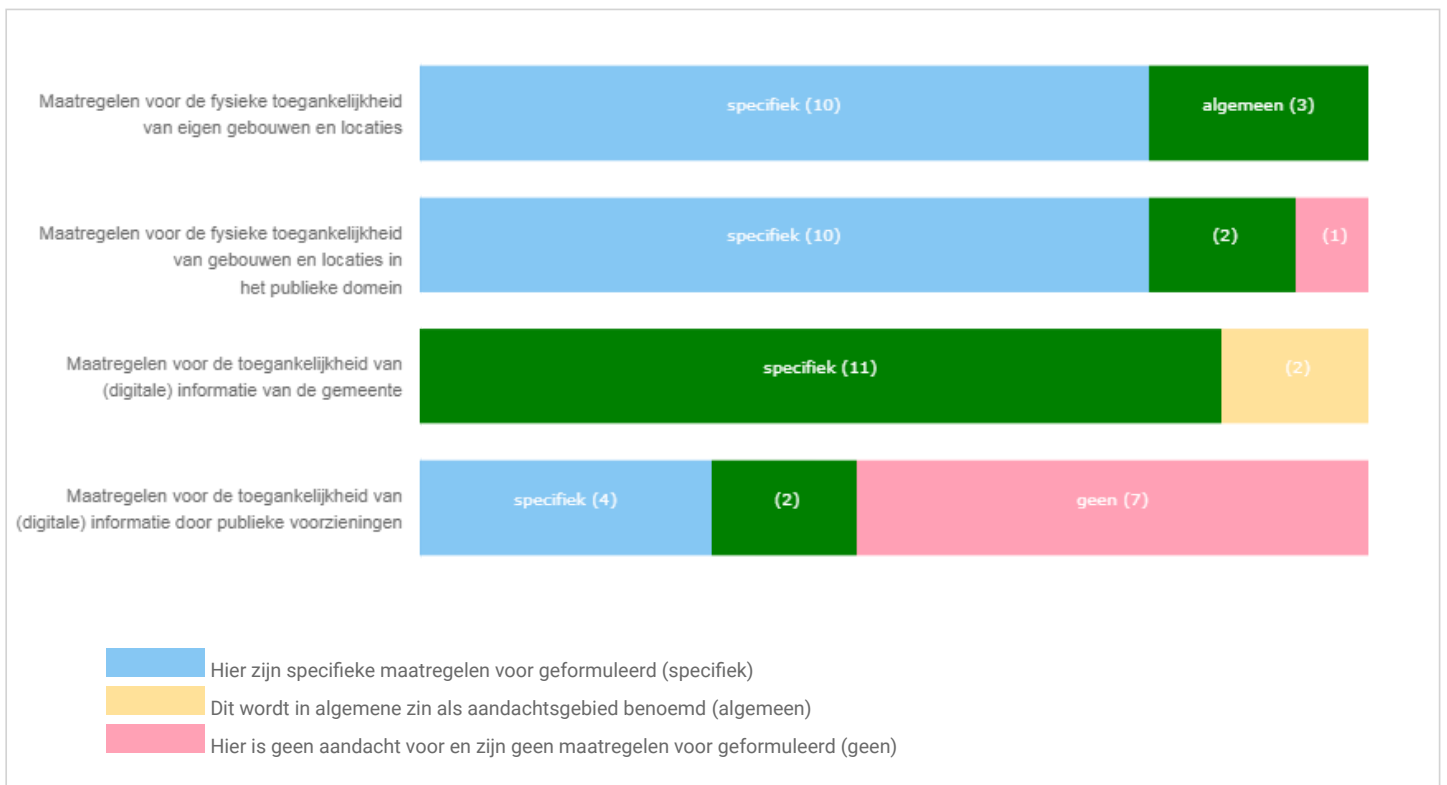 Maatregelen voor de fysieke toegankelijkheid
van eigen gebouwen en locaties
specifiek (10)
algemeen (3)
Maatregelen voor de fysieke toegankelijkheid
van gebouwen en locaties in
het publieke domein
specifiek (10)
(2)
(1)
Maatregelen voor de toegankelijkheid van
(digitale) informatie van de gemeente
specifiek (11)
(2)
Maatregelen voor de toegankelijkheid van
(digitale) informatie door publieke voorzieningen
specifiek (4)
(2)
geen (7)
Hier zijn specifieke maatregelen voor geformuleerd (specifiek)
Dit wordt in algemene zin als aandachtsgebied benoemd (algemeen)
Hier is geen aandacht voor en zijn geen maatregelen voor geformuleerd (geen)